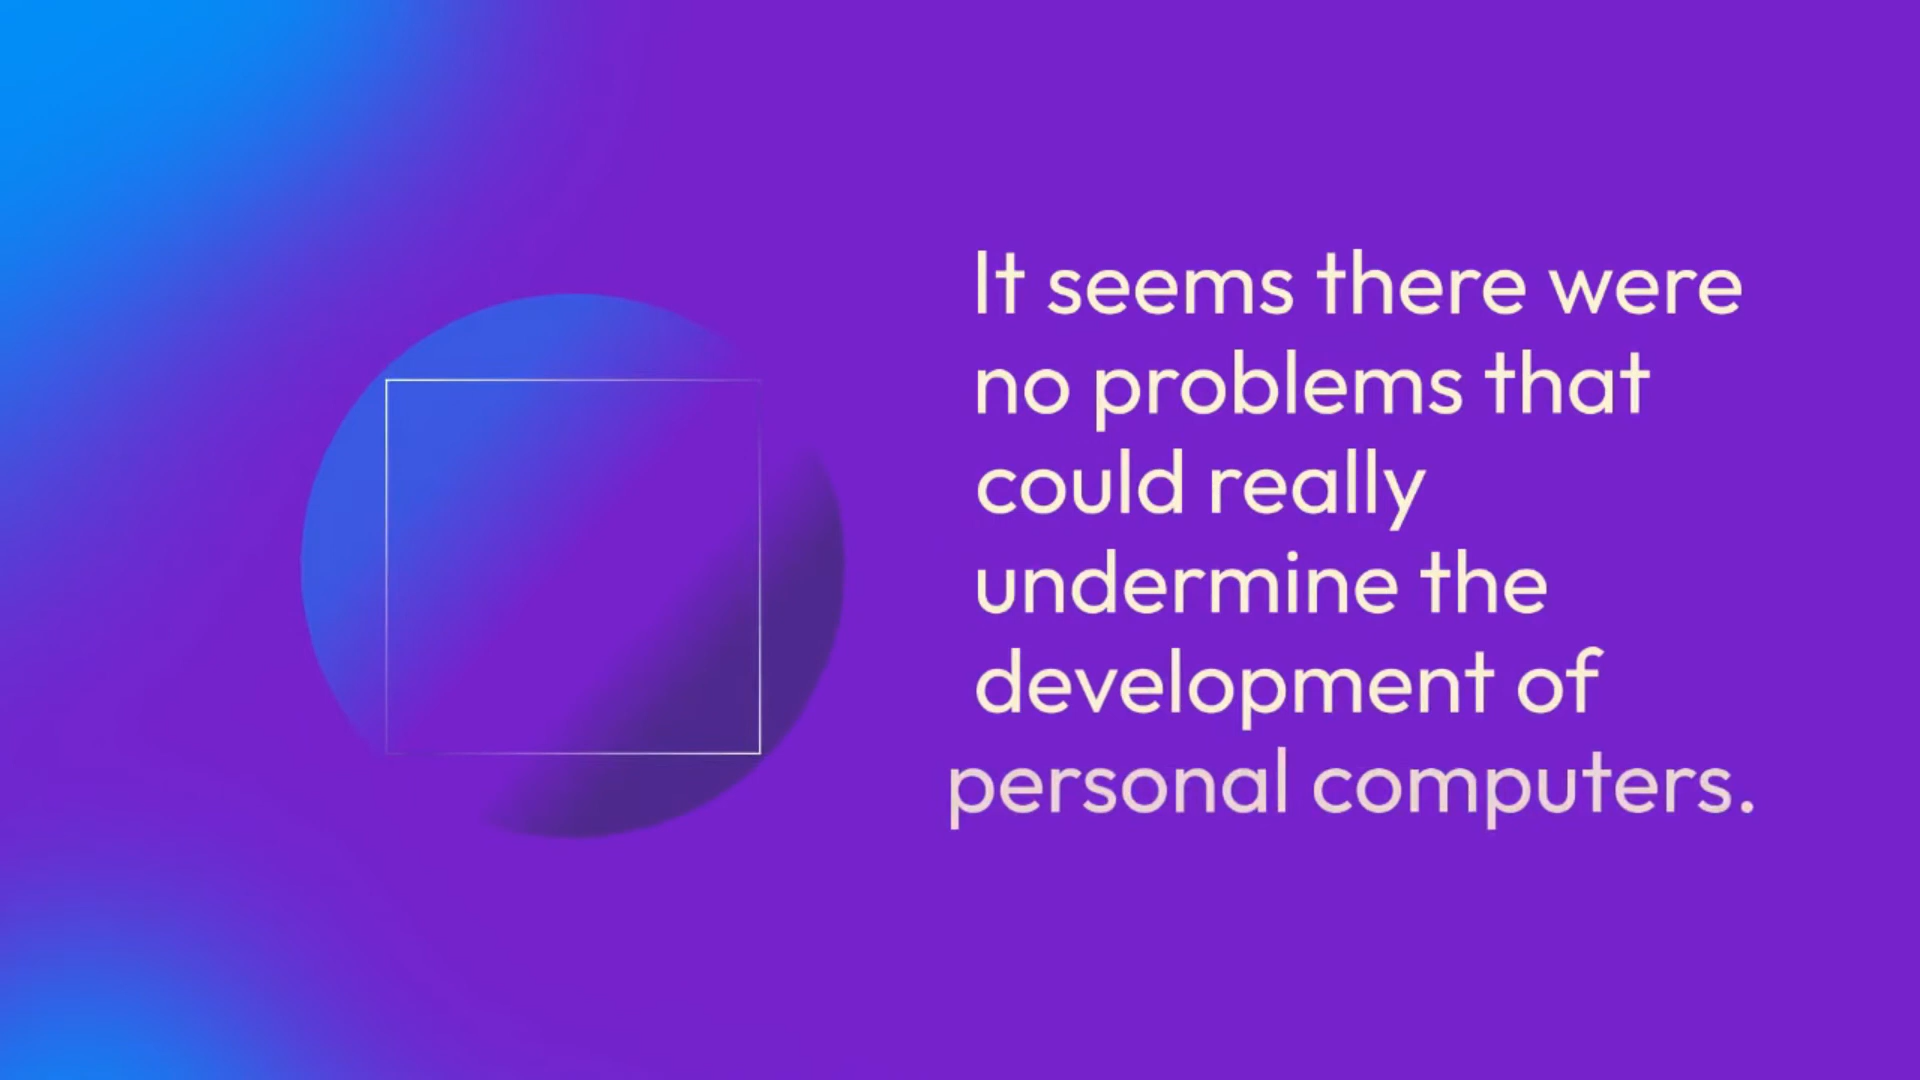 It seems there were
no problems that
could really
undermine the
development of
personal computers.